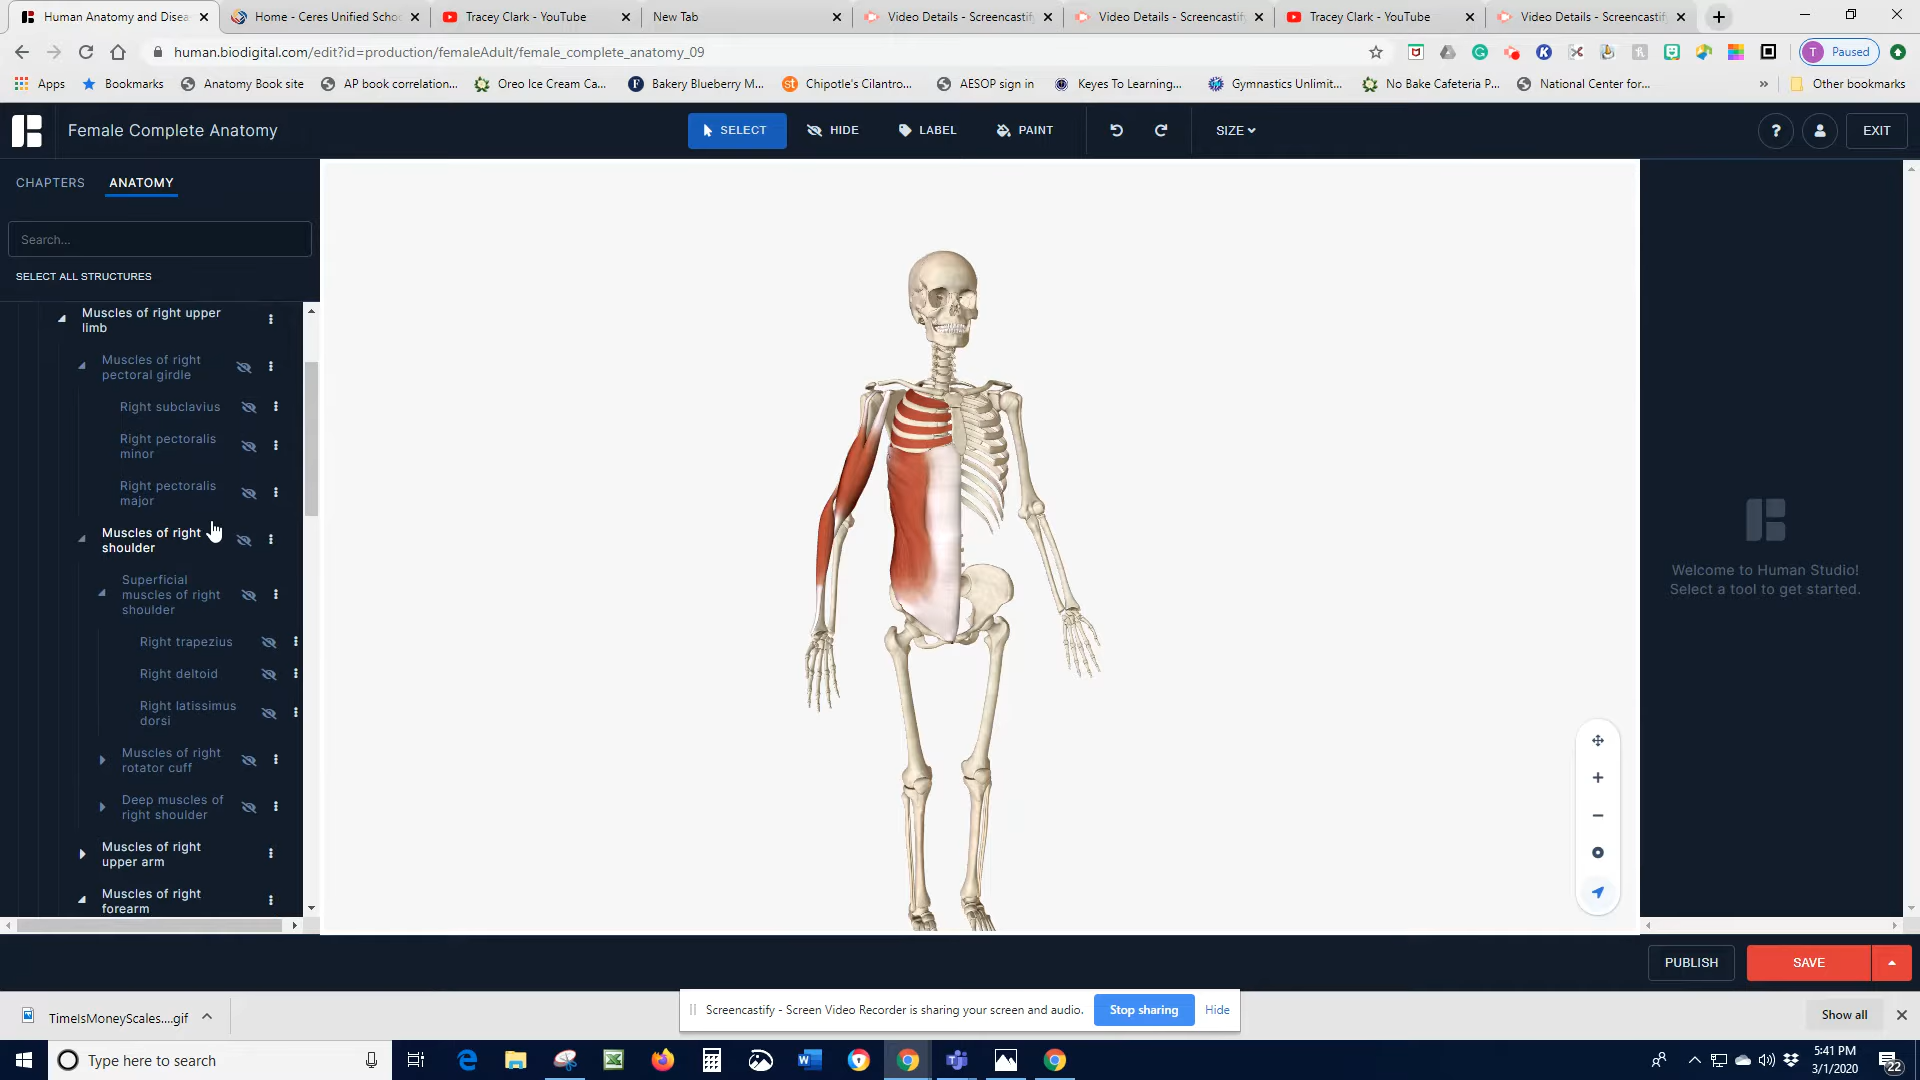 Human Anatomy and Disea
Home - Ceres Unified Schoo
Tracey Clark - YouTube
New Tab
Video Details - Screencastify
Video Details - Screencastify
Tracey Clark - YouTube
Video Details - Screencastify
human.biodigital.com/edit?id=production/femaleAdult/female_complete_anatomy_09
T Paused
Apps
Bookmarks
Anatomy Book site
AP book correlation...
Oreo Ice Cream Ca...
Bakery Blueberry M...
Chipotle's Cilantro...
AESOP sign in
Keyes To Learning...
Gymnastics Unlimit...
No Bake Cafeteria P...
National Center for...
»
Other bookmarks
Female Complete Anatomy
SELECT
HIDE
LABEL
PAINT
SIZE
?
EXIT
CHAPTERS
ANATOMY
Search...
SELECT ALL STRUCTURES
Muscles of right upper
limb
Muscles of right
pectoral girdle
Right subclavius
Right pectoralis
minor
Right pectoralis
major
Muscles of right
shoulder
Superficial
muscles of right
shoulder
Right trapezius
Right deltoid
Right latissimus
dorsi
Muscles of right
rotator cuff
Deep muscles of
right shoulder
Muscles of right
upper arm
Muscles of right
forearm
Welcome to Human Studio!
Select a tool to get started.
PUBLISH
SAVE
TimeIsMoneyScales....gif
Screencastify - Screen Video Recorder is sharing your screen and audio.
Stop sharing
Hide
Show all
Type here to search
5:41 PM
3/1/2020
22